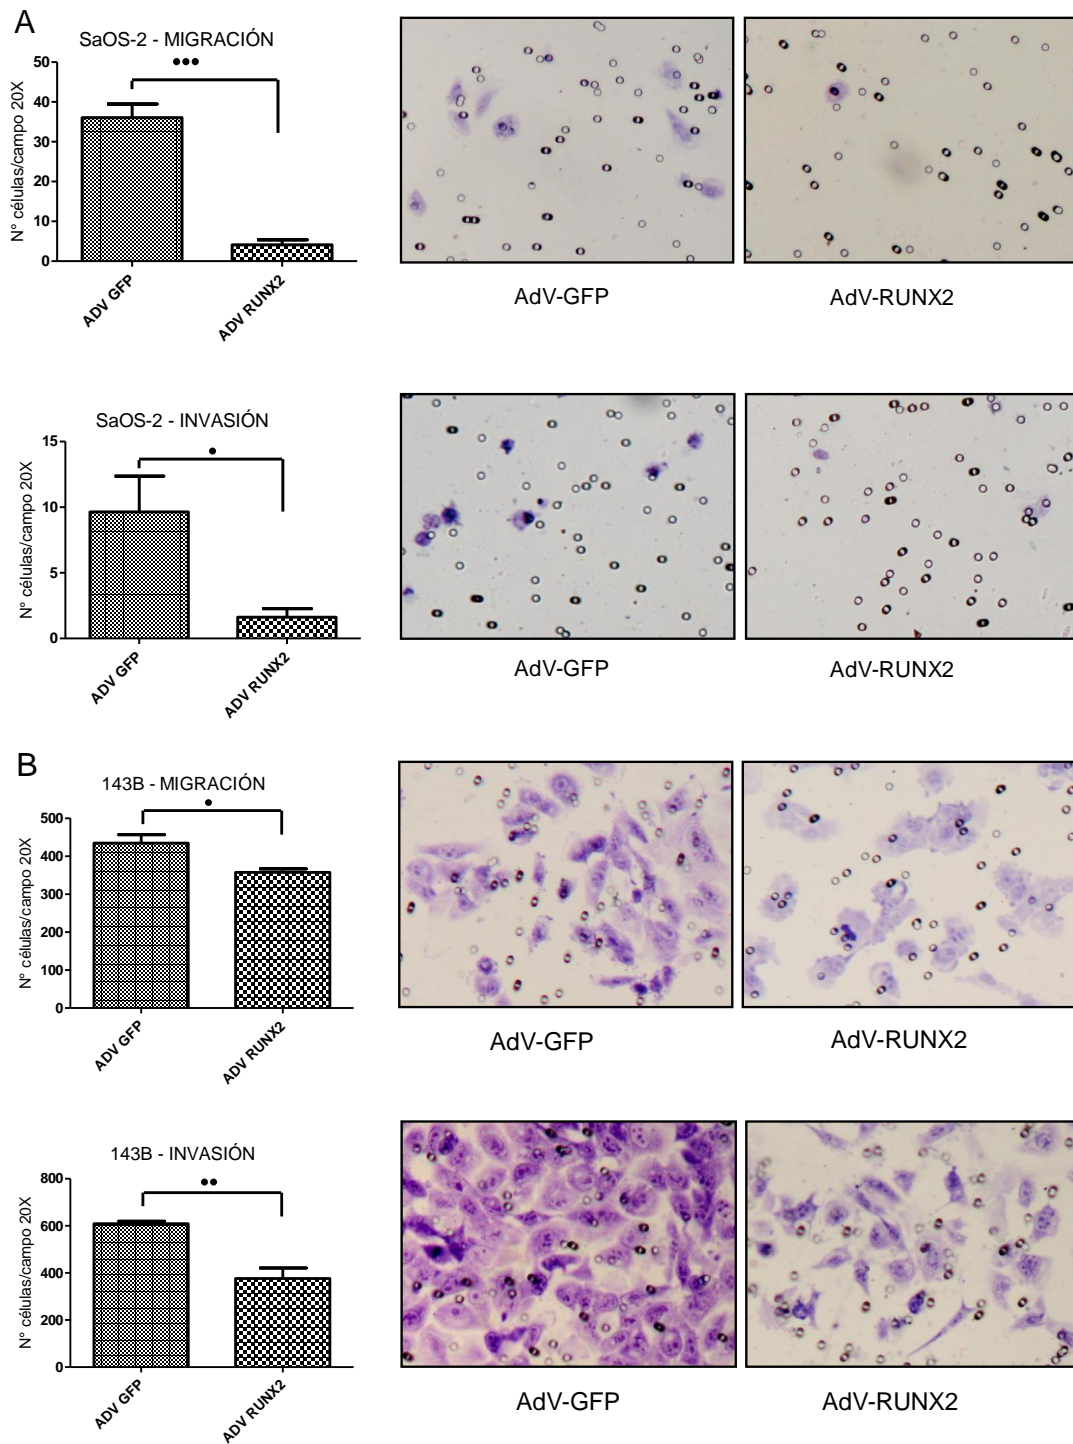 A
SaOS-2 - MIGRACIÓN
•••
N° células/campo 20X
50
40
30
20
10
0
ADV GFP
ADV RUNX2
AdV-GFP
AdV-RUNX2
SaOS-2 - INVASIÓN
•
N° células/campo 20X
15
10
5
0
ADV GFP
ADV RUNX2
AdV-GFP
AdV-RUNX2
B
143B - MIGRACIÓN
•
N° células/campo 20X
500
400
300
200
100
0
ADV GFP
ADV RUNX2
AdV-GFP
AdV-RUNX2
143B - INVASIÓN
••
N° células/campo 20X
800
600
400
200
0
ADV GFP
ADV RUNX2
AdV-GFP
AdV-RUNX2